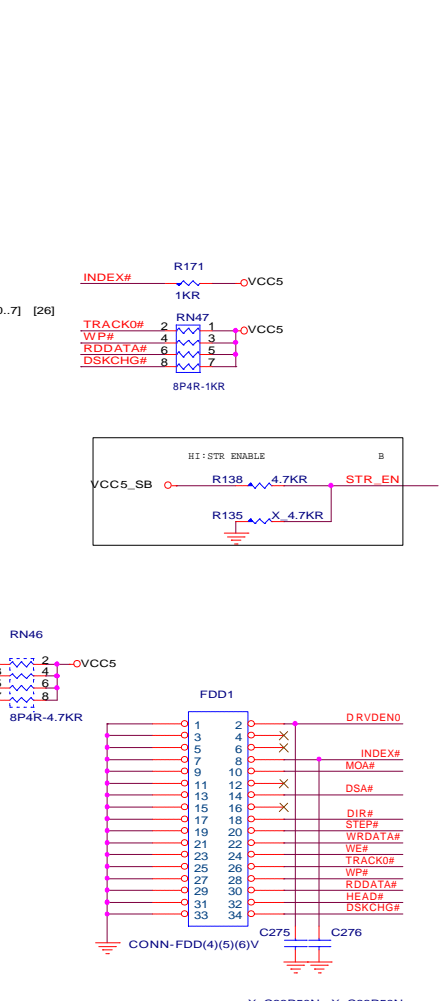 R171
INDEX# VCC5
1KR
0..7] [26]
RN47
TRACK0# 2 1 VCC5
WP# 4 3
RDDATA# 6 5
DSKCHG# 8 7
8P4R-1KR
HI:STR ENABLE B
VCC5_SB R138 4.7KR STR_EN
R135 X_4.7KR
RN46
2 VCC5
4
6
8
8P4R-4.7KR
FDD1
1 2 DRVDEN0
3 4
5 6
7 8 INDEX#
9 10 MOA#
11 12
13 14 DSA#
15 16
17 18 DIR#
19 20 STEP#
21 22 WRDATA#
23 24 WE#
25 26 TRACK0#
27 28 WP#
29 30 RDDATA#
31 32 HEAD#
33 34 DSKCHG#
C275 C276
CONN-FDD(4)(5)(6)V